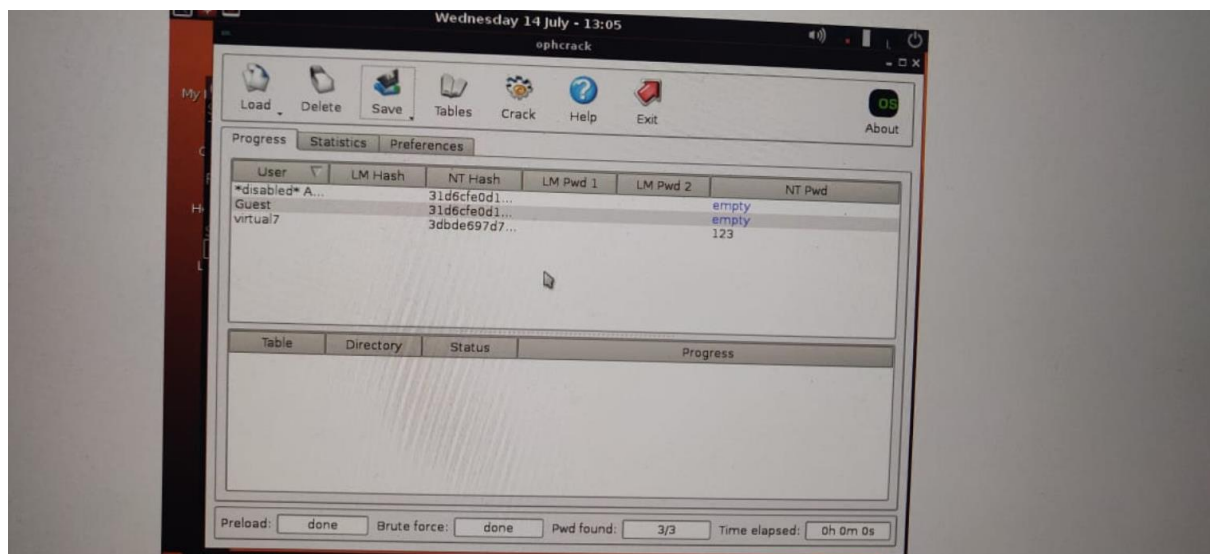 Wednesday 14 July - 13:05
ophcrack
My
Load Delete Save Tables Crack Help Exit
OS
About
Progress Statistics Preferences
User LM Hash NT Hash LM Pwd 1 LM Pwd 2 NT Pwd
*disabled* A... 31d6cfe0d1... empty
Guest 31d6cfe0d1... empty
virtual7 3dbde697d7... 123
Table Directory Status Progress
Preload: done Brute force: done Pwd found: 3/3 Time elapsed: 0h 0m 0s